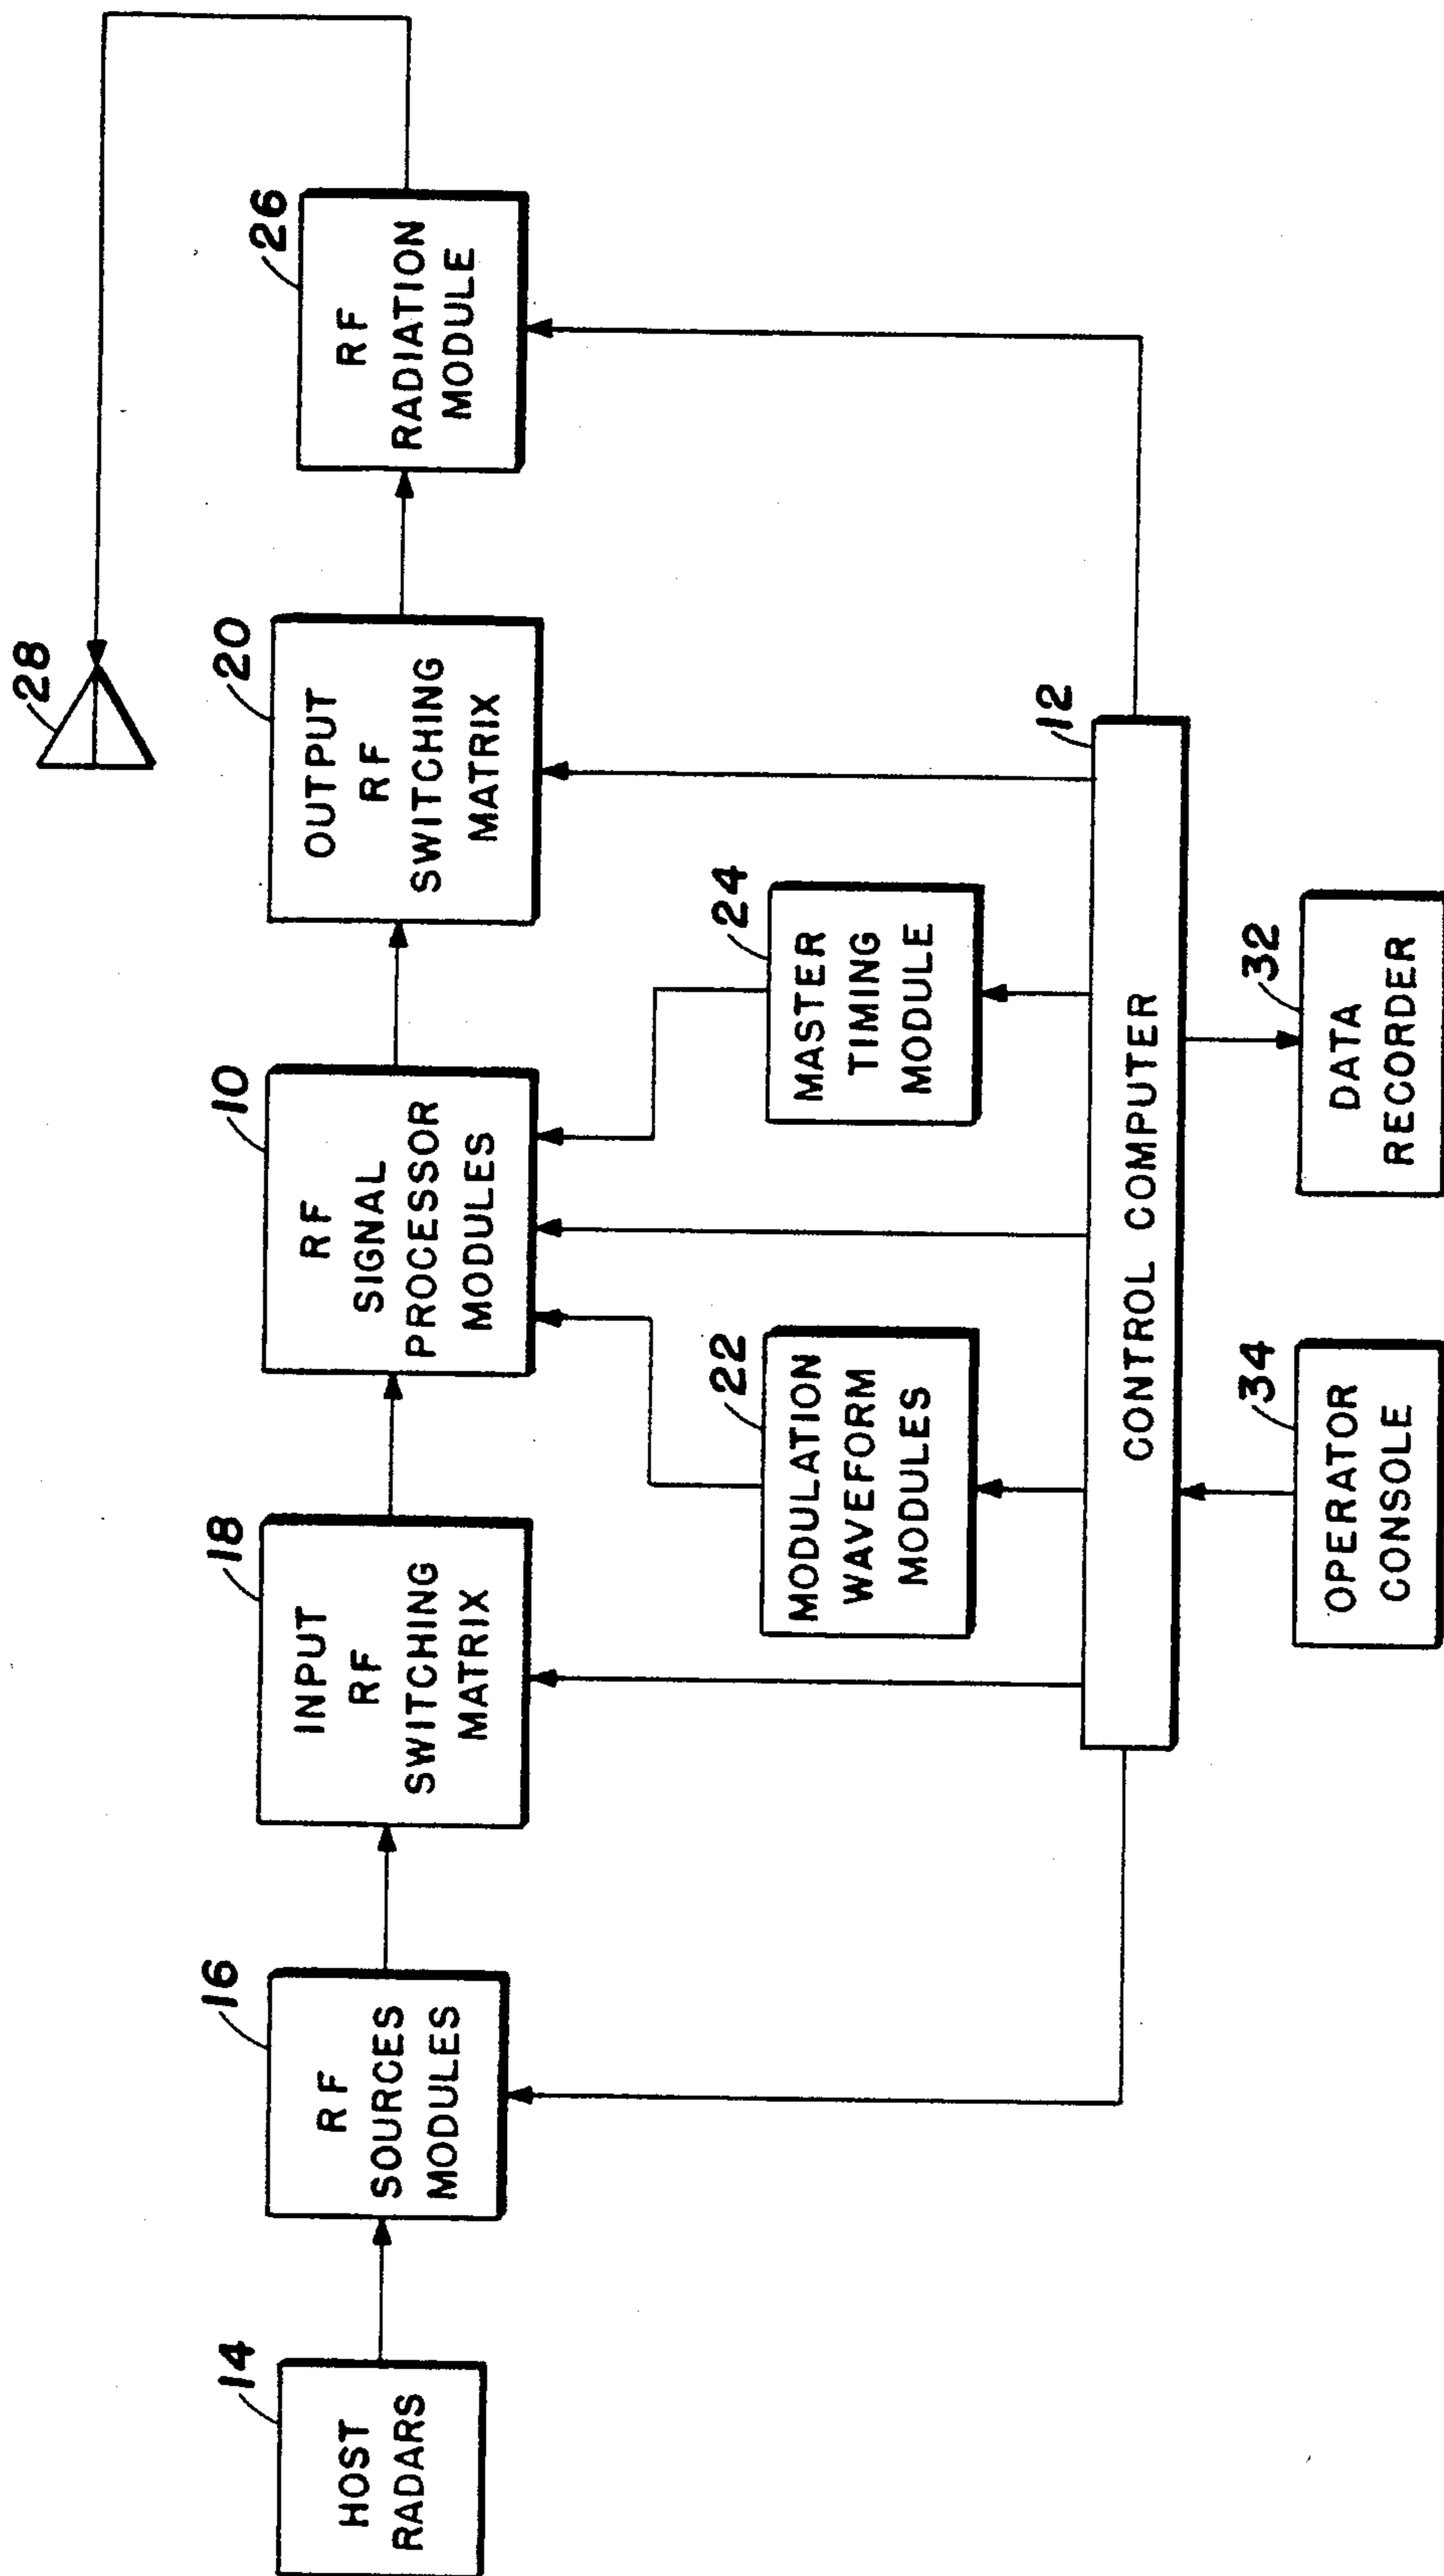 28
14
HOST
RADARS
16
RF
SOURCES
MODULES
18
INPUT
RF
SWITCHING
MATRIX
10
RF
SIGNAL
PROCESSOR
MODULES
20
OUTPUT
RF
SWITCHING
MATRIX
26
RF
RADIATION
MODULE
22
MODULATION
WAVEFORM
MODULES
24
MASTER
TIMING
MODULE
12
CONTROL COMPUTER
34
OPERATOR
CONSOLE
32
DATA
RECORDER